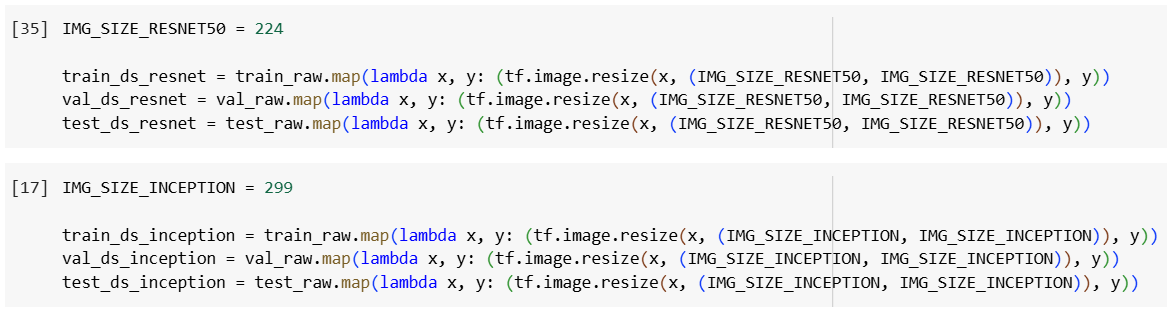 [35] IMG_SIZE_RESNET50 = 224
train_ds_resnet = train_raw.map(lambda x, y: (tf.image.resize(x, (IMG_SIZE_RESNET50, IMG_SIZE_RESNET50)), y))
val_ds_resnet = val_raw.map(lambda x, y: (tf.image.resize(x, (IMG_SIZE_RESNET50, IMG_SIZE_RESNET50)), y))
test_ds_resnet = test_raw.map(lambda x, y: (tf.image.resize(x, (IMG_SIZE_RESNET50, IMG_SIZE_RESNET50)), y))
[17] IMG_SIZE_INCEPTION = 299
train_ds_inception = train_raw.map(lambda x, y: (tf.image.resize(x, (IMG_SIZE_INCEPTION, IMG_SIZE_INCEPTION)), y))
val_ds_inception = val_raw.map(lambda x, y: (tf.image.resize(x, (IMG_SIZE_INCEPTION, IMG_SIZE_INCEPTION)), y))
test_ds_inception = test_raw.map(lambda x, y: (tf.image.resize(x, (IMG_SIZE_INCEPTION, IMG_SIZE_INCEPTION)), y))